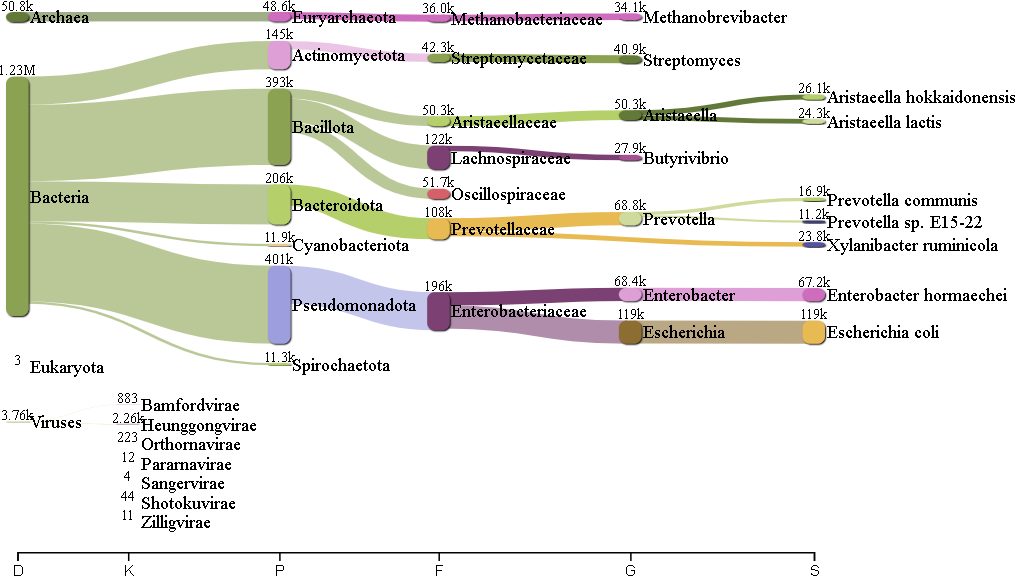 50.8k Archaea 48.6k Euryarchaeota 36.0k Methanobacteriaceae 34.1k Methanobrevibacter
145k Actinomycetota 42.3k Streptomycetaceae 40.9k Streptomyces
1.23M Bacteria
393k Bacillota 50.3k Aristaeellaceae 50.3k Aristaeella 26.1k Aristaeella hokkaidonensis
24.3k Aristaeella lactis
122k Lachnospiraceae 27.9k Butyrivibrio
51.7k Oscillospiraceae
206k Bacteroidota 108k Prevotellaceae 68.8k Prevotella 16.9k Prevotella communis
11.2k Prevotella sp. E15-22
11.9k Cyanobacteriota 23.8k Xylanibacter ruminicola
401k Pseudomonadota 196k Enterobacteriaceae 68.4k Enterobacter 67.2k Enterobacter hormaechei
119k Escherichia 119k Escherichia coli
3 Eukaryota 11.3k Spirochaetota
883 Bamfordvirae
3.76k Viruses 2.26k Heunggongvirae
223 Orthornavirae
12 Pararnavirae
4 Sangervirae
44 Shotokuvirae
11 Zilligvirae
D K P F G S